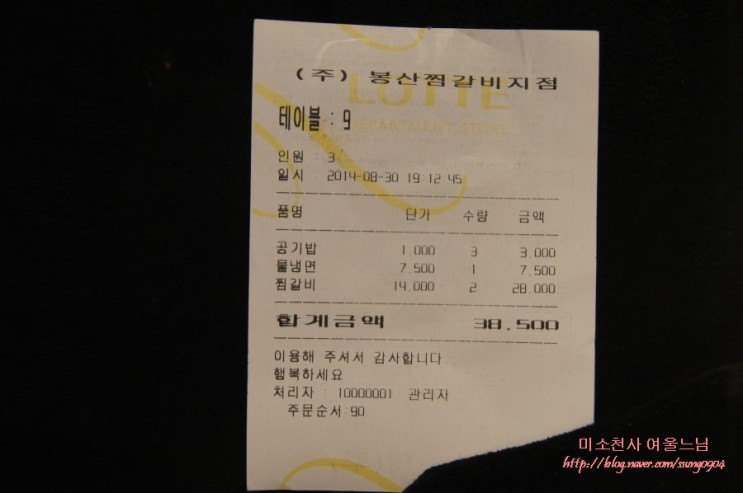 (주) 봉산찜갈비지점
LOTTE
DEPARTMENT STORE
테이블 : 9
인원 : 3
일시 : 2014-08-30 19:12:45
품명 단가 수량 금액
공기밥 1,000 3 3,000
물냉면 7,500 1 7,500
찜갈비 14,000 2 28,000
합계금액 38,500
이용해 주셔서 감사합니다.
행복하세요
처리자 : 10000001 관리자
주문순서:90
미소천사 여울느님
http://blog.naver.com/ssung0904